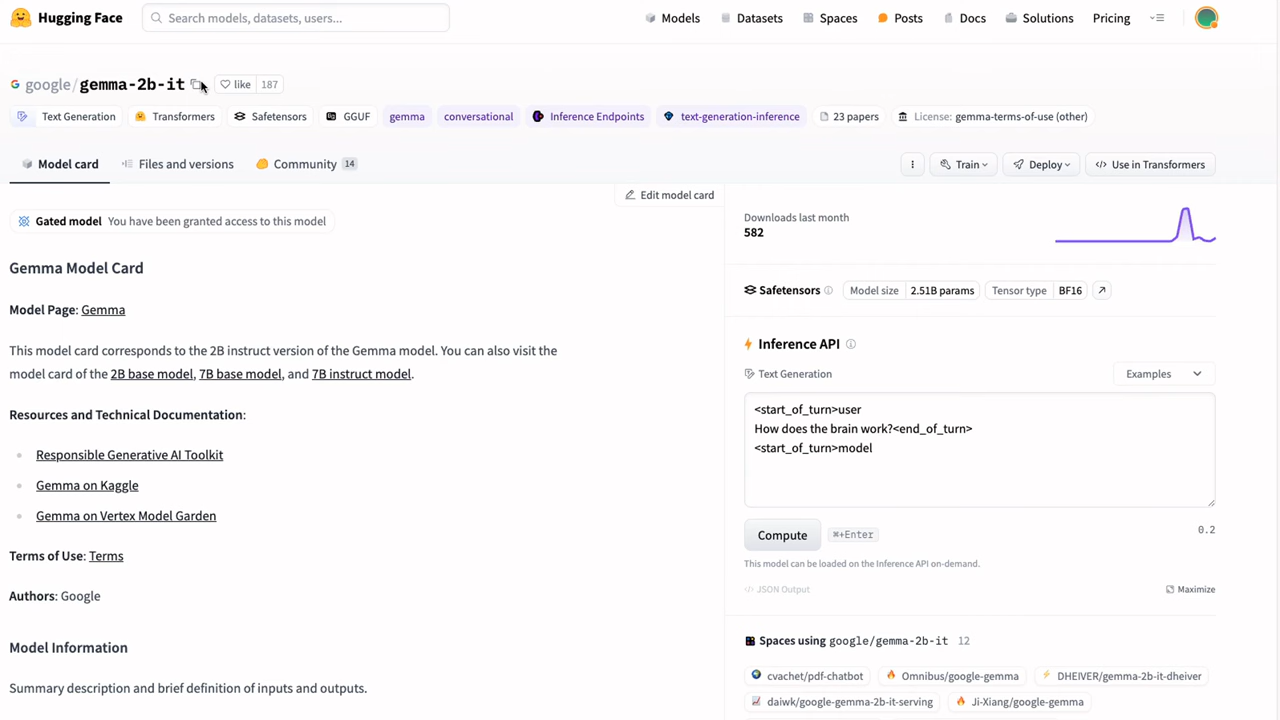 Hugging Face
Search models, datasets, users...
Models
Datasets
Spaces
Posts
Docs
Solutions
Pricing
google/gemma-2b-it
like 187
Text Generation
Transformers
Safetensors
GGUF
gemma
conversational
Inference Endpoints
text-generation-inference
23 papers
License: gemma-terms-of-use (other)
Model card
Files and versions
Community 14
Train
Deploy
</> Use in Transformers
Edit model card
Gated model You have been granted access to this model
Gemma Model Card
Model Page: Gemma
This model card corresponds to the 2B instruct version of the Gemma model. You can also visit the
model card of the 2B base model, 7B base model, and 7B instruct model.
Resources and Technical Documentation:
Responsible Generative AI Toolkit
Gemma on Kaggle
Gemma on Vertex Model Garden
Terms of Use: Terms
Authors: Google
Model Information
Summary description and brief definition of inputs and outputs.
Downloads last month
582
Safetensors
Model size 2.51B params
Tensor type BF16
Inference API
Text Generation
Examples
<start_of_turn>user
How does the brain work?<end_of_turn>
<start_of_turn>model
Compute
⌘+Enter
0.2
This model can be loaded on the Inference API on-demand.
</> JSON Output
Maximize
Spaces using google/gemma-2b-it 12
cvachet/pdf-chatbot
Omnibus/google-gemma
DHEIVER/gemma-2b-it-dheiver
daiwk/google-gemma-2b-it-serving
Ji-Xiang/google-gemma